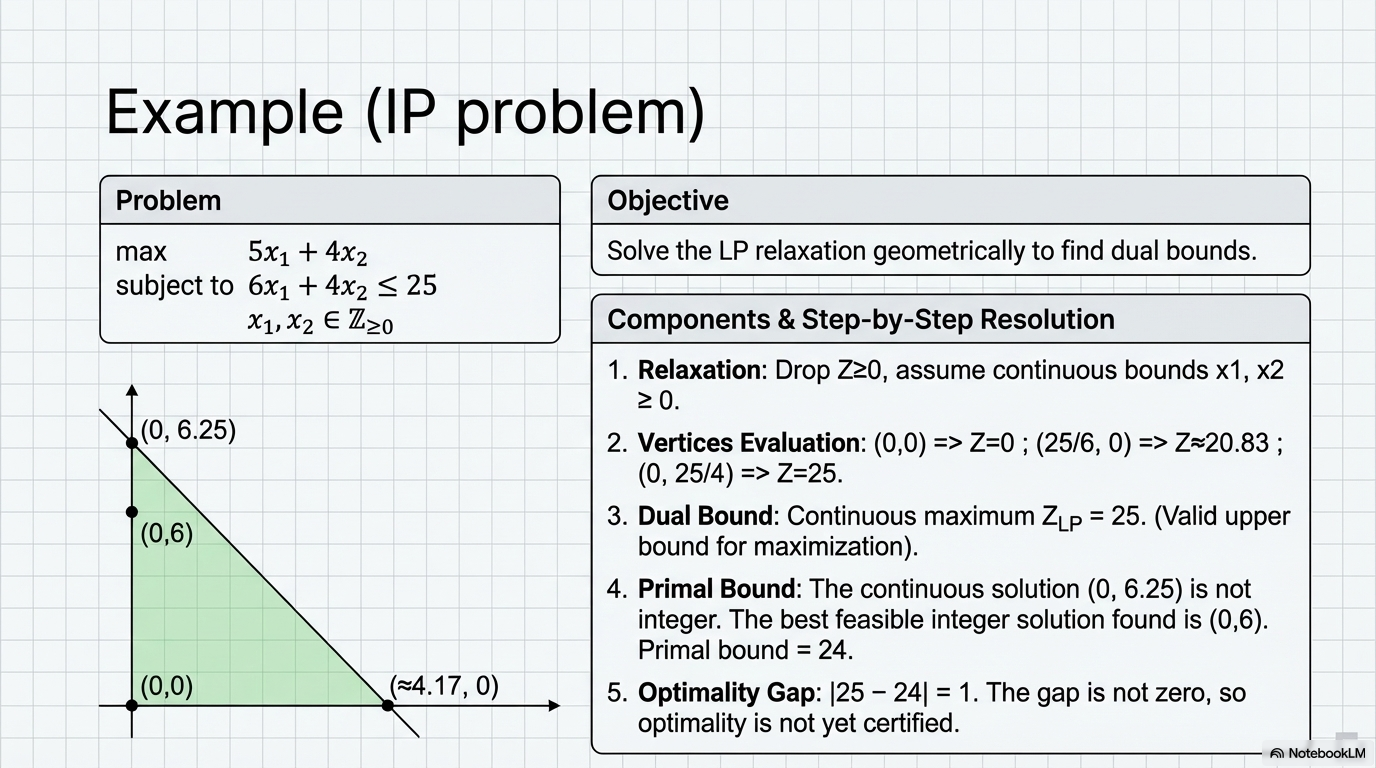 Example (IP problem)
Problem
max 5x₁ + 4x₂
subject to 6x₁ + 4x₂ ≤ 25
x₁, x₂ ∈ ℤ≥0
(0, 6.25)
(0,6)
(0,0)
(≈4.17, 0)
Objective
Solve the LP relaxation geometrically to find dual bounds.
Components & Step-by-Step Resolution
1. Relaxation: Drop Z≥0, assume continuous bounds x1, x2
≥ 0.
2. Vertices Evaluation: (0,0) => Z=0 ; (25/6, 0) => Z≈20.83 ;
(0, 25/4) => Z=25.
3. Dual Bound: Continuous maximum Z_LP = 25. (Valid upper
bound for maximization).
4. Primal Bound: The continuous solution (0, 6.25) is not
integer. The best feasible integer solution found is (0,6).
Primal bound = 24.
5. Optimality Gap: |25 − 24| = 1. The gap is not zero, so
optimality is not yet certified.
NotebookLM